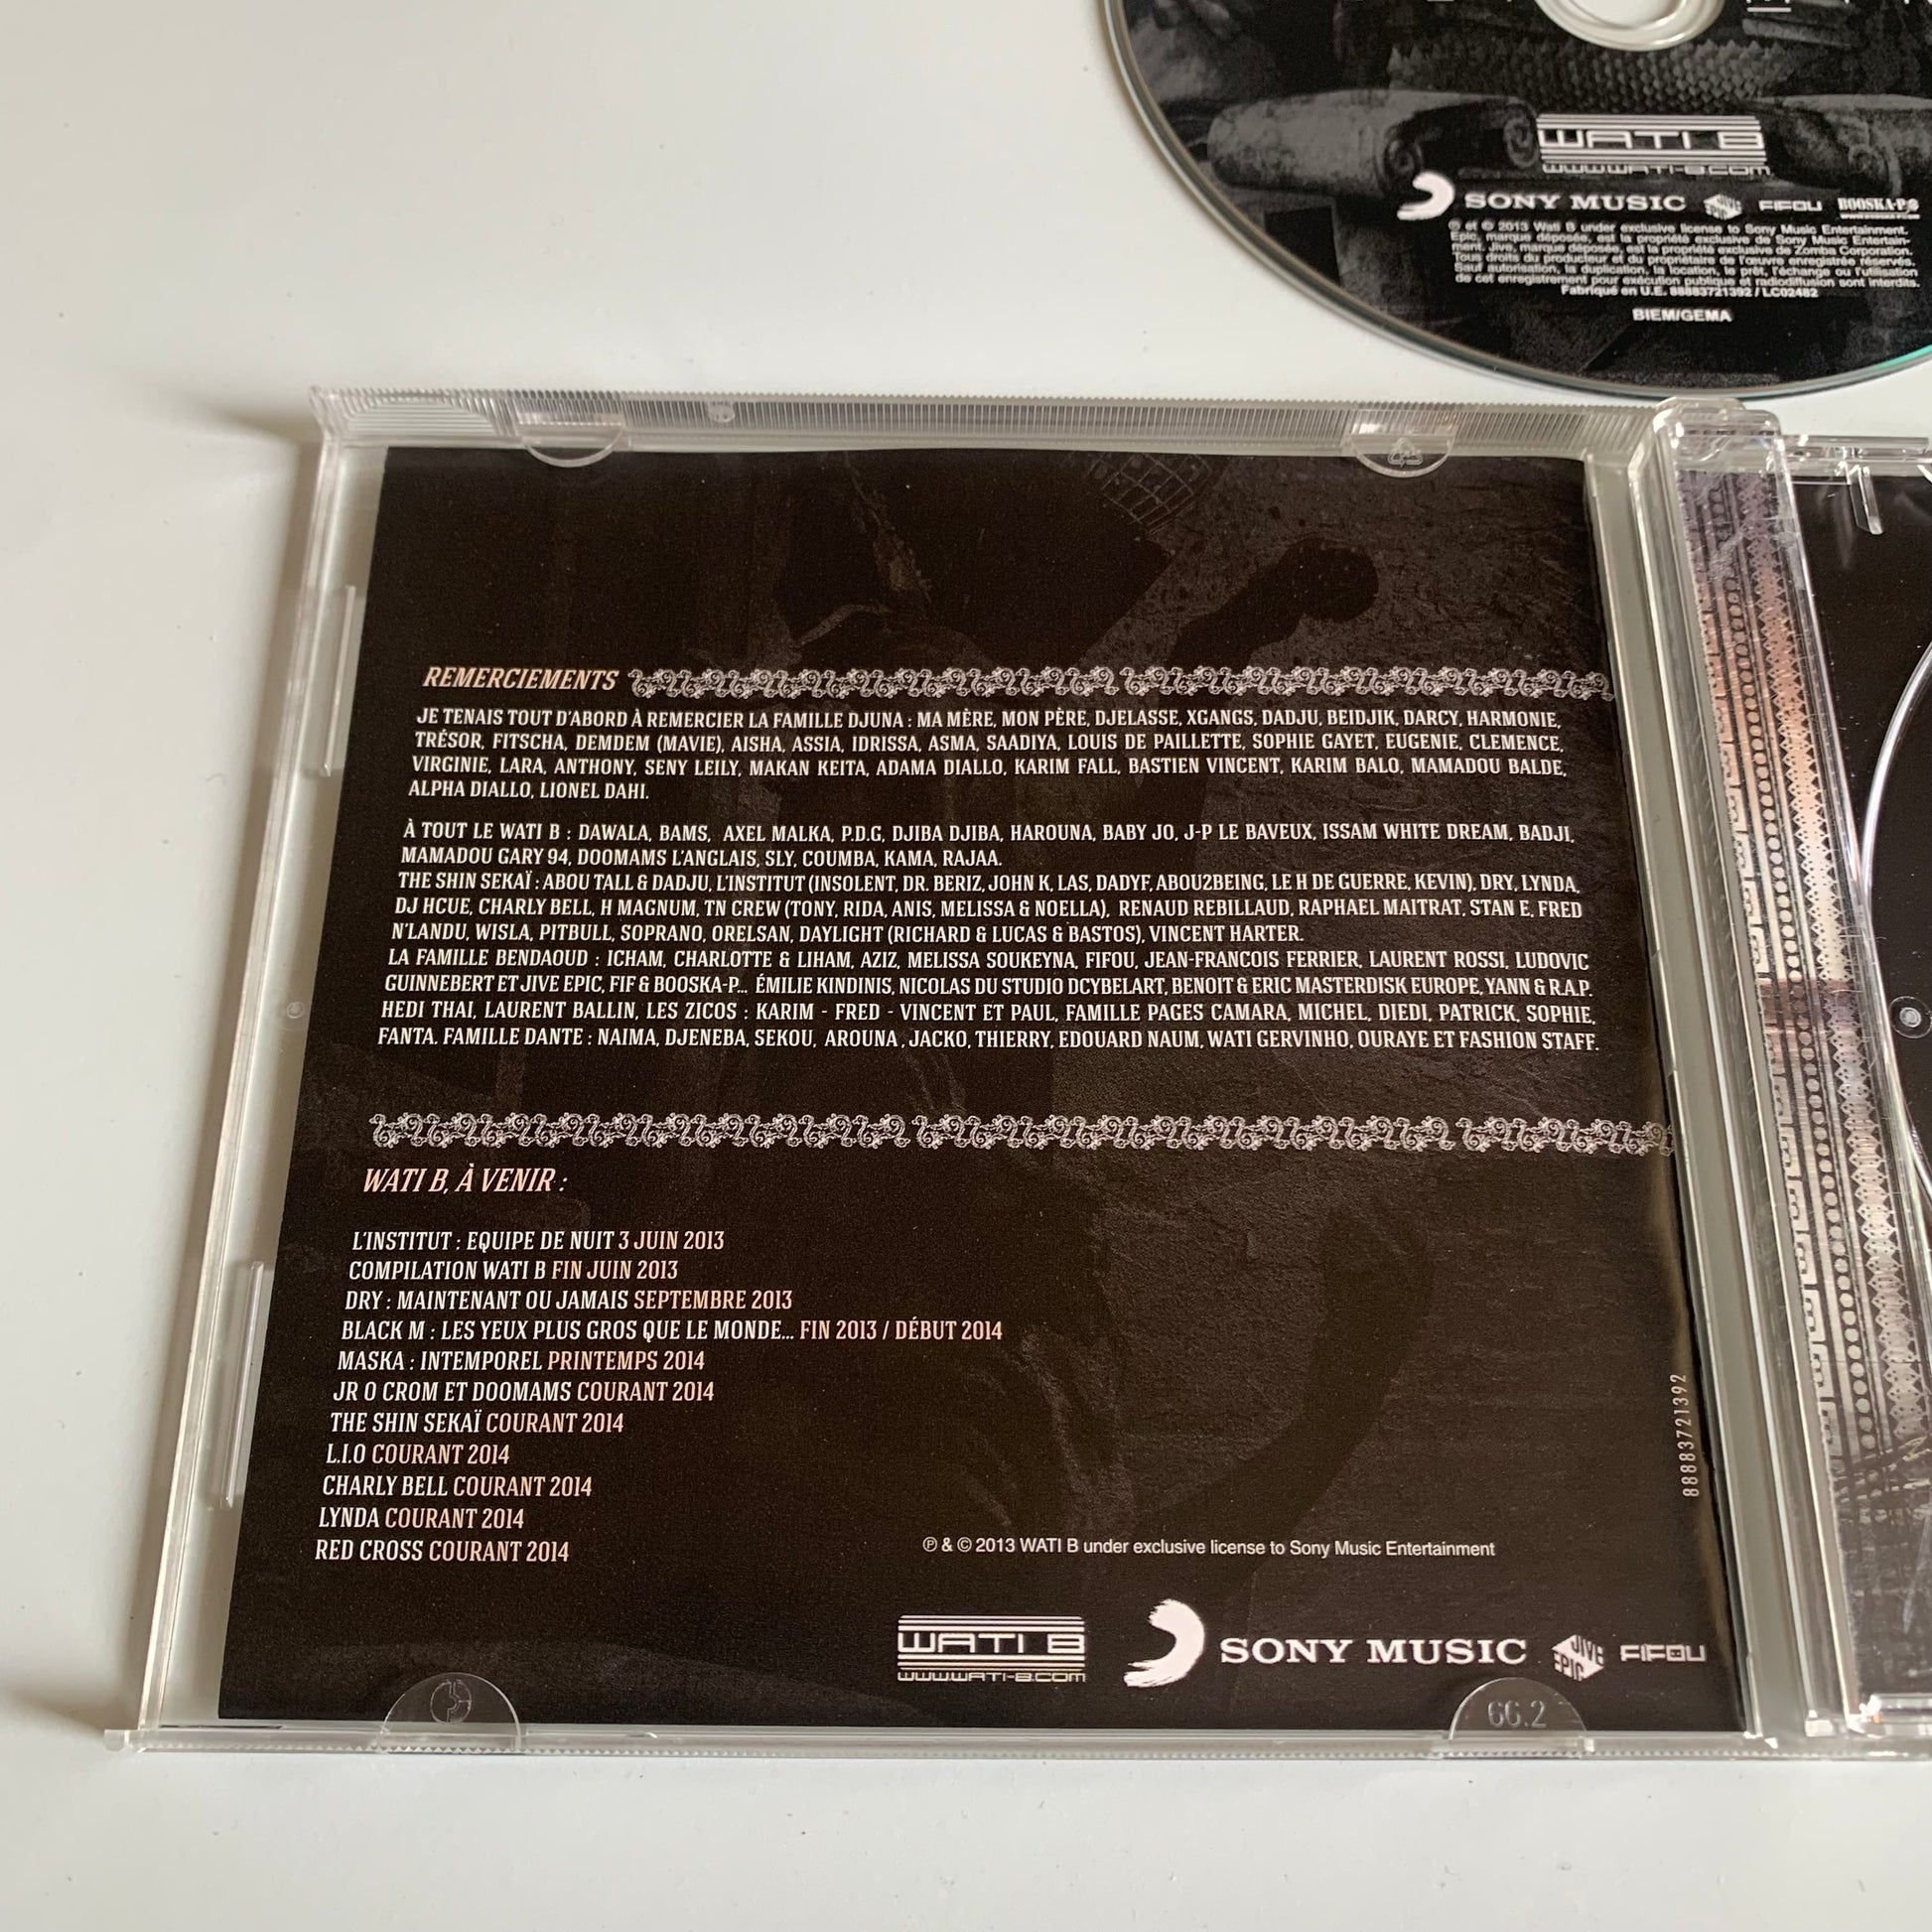 WATI B
WWW.WATI-B.COM
SONY MUSIC JIVE EPIC FIFOU BOOSKA-P
℗ et © 2013 Wati B under exclusive license to Sony Music Entertainment.
Epic, marque déposée, est la propriété exclusive de Sony Music Entertain-
ment. Jive, marque déposée, est la propriété exclusive de Zomba Corporation.
Tous droits du producteur et du propriétaire de l'œuvre enregistrée réservés.
Sauf autorisation, la duplication, la location, le prêt, l'échange ou l'utilisation
de cet enregistrement pour exécution publique et radiodiffusion sont interdits.
Fabriqué en U.E. 88883721392 / LC02482
BIEM/GEMA
REMERCIEMENTS
JE TENAIS TOUT D'ABORD À REMERCIER LA FAMILLE DJUNA : MA MÈRE, MON PÈRE, DJELASSE, XGANGS, DADJU, BEIDJIK, DARCY, HARMONIE,
TRÉSOR, FITSCHA, DEMDEM (MAVIE), AISHA, ASSIA, IDRISSA, ASMA, SAADIYA, LOUIS DE PAILLETTE, SOPHIE GAYET, EUGENIE, CLEMENCE,
VIRGINIE, LARA, ANTHONY, SENY LEILY, MAKAN KEITA, ADAMA DIALLO, KARIM FALL, BASTIEN VINCENT, KARIM BALO, MAMADOU BALDE,
ALPHA DIALLO, LIONEL DAHI.
À TOUT LE WATI B : DAWALA, BAMS, AXEL MALKA, P.D.G, DJIBA DJIBA, HAROUNA, BABY JO, J-P LE BAVEUX, ISSAM WHITE DREAM, BADJI,
MAMADOU GARY 94, DOOMAMS L'ANGLAIS, SLY, COUMBA, KAMA, RAJAA.
THE SHIN SEKAÏ : ABOU TALL & DADJU, L'INSTITUT (INSOLENT, DR. BERIZ, JOHN K, LAS, DADYF, ABOU2BEING, LE H DE GUERRE, KEVIN), DRY, LYNDA,
DJ HCUE, CHARLY BELL, H MAGNUM, TN CREW (TONY, RIDA, ANIS, MELISSA & NOELLA), RENAUD REBILLAUD, RAPHAEL MAITRAT, STAN E, FRED
N'LANDU, WISLA, PITBULL, SOPRANO, ORELSAN, DAYLIGHT (RICHARD & LUCAS & BASTOS), VINCENT HARTER.
LA FAMILLE BENDAOUD : ICHAM, CHARLOTTE & LIHAM, AZIZ, MELISSA SOUKEYNA, FIFOU, JEAN-FRANCOIS FERRIER, LAURENT ROSSI, LUDOVIC
GUINNEBERT ET JIVE EPIC, FIF & BOOSKA-P... ÉMILIE KINDINIS, NICOLAS DU STUDIO DCYBELART, BENOIT & ERIC MASTERDISK EUROPE, YANN & R.A.P.
HEDI THAI, LAURENT BALLIN, LES ZICOS : KARIM - FRED - VINCENT ET PAUL, FAMILLE PAGES CAMARA, MICHEL, DIEDI, PATRICK, SOPHIE,
FANTA. FAMILLE DANTE : NAIMA, DJENEBA, SEKOU, AROUNA, JACKO, THIERRY, EDOUARD NAUM, WATI GERVINHO, OURAYE ET FASHION STAFF.
WATI B, À VENIR :
L'INSTITUT : EQUIPE DE NUIT 3 JUIN 2013
COMPILATION WATI B FIN JUIN 2013
DRY : MAINTENANT OU JAMAIS SEPTEMBRE 2013
BLACK M : LES YEUX PLUS GROS QUE LE MONDE... FIN 2013 / DÉBUT 2014
MASKA : INTEMPOREL PRINTEMPS 2014
JR O CROM ET DOOMAMS COURANT 2014
THE SHIN SEKAÏ COURANT 2014
L.I.O COURANT 2014
CHARLY BELL COURANT 2014
LYNDA COURANT 2014
RED CROSS COURANT 2014
88883721392
℗ & © 2013 WATI B under exclusive license to Sony Music Entertainment
WATI B
WWW.WATI-B.COM
SONY MUSIC JIVE EPIC FIFOU
66.2